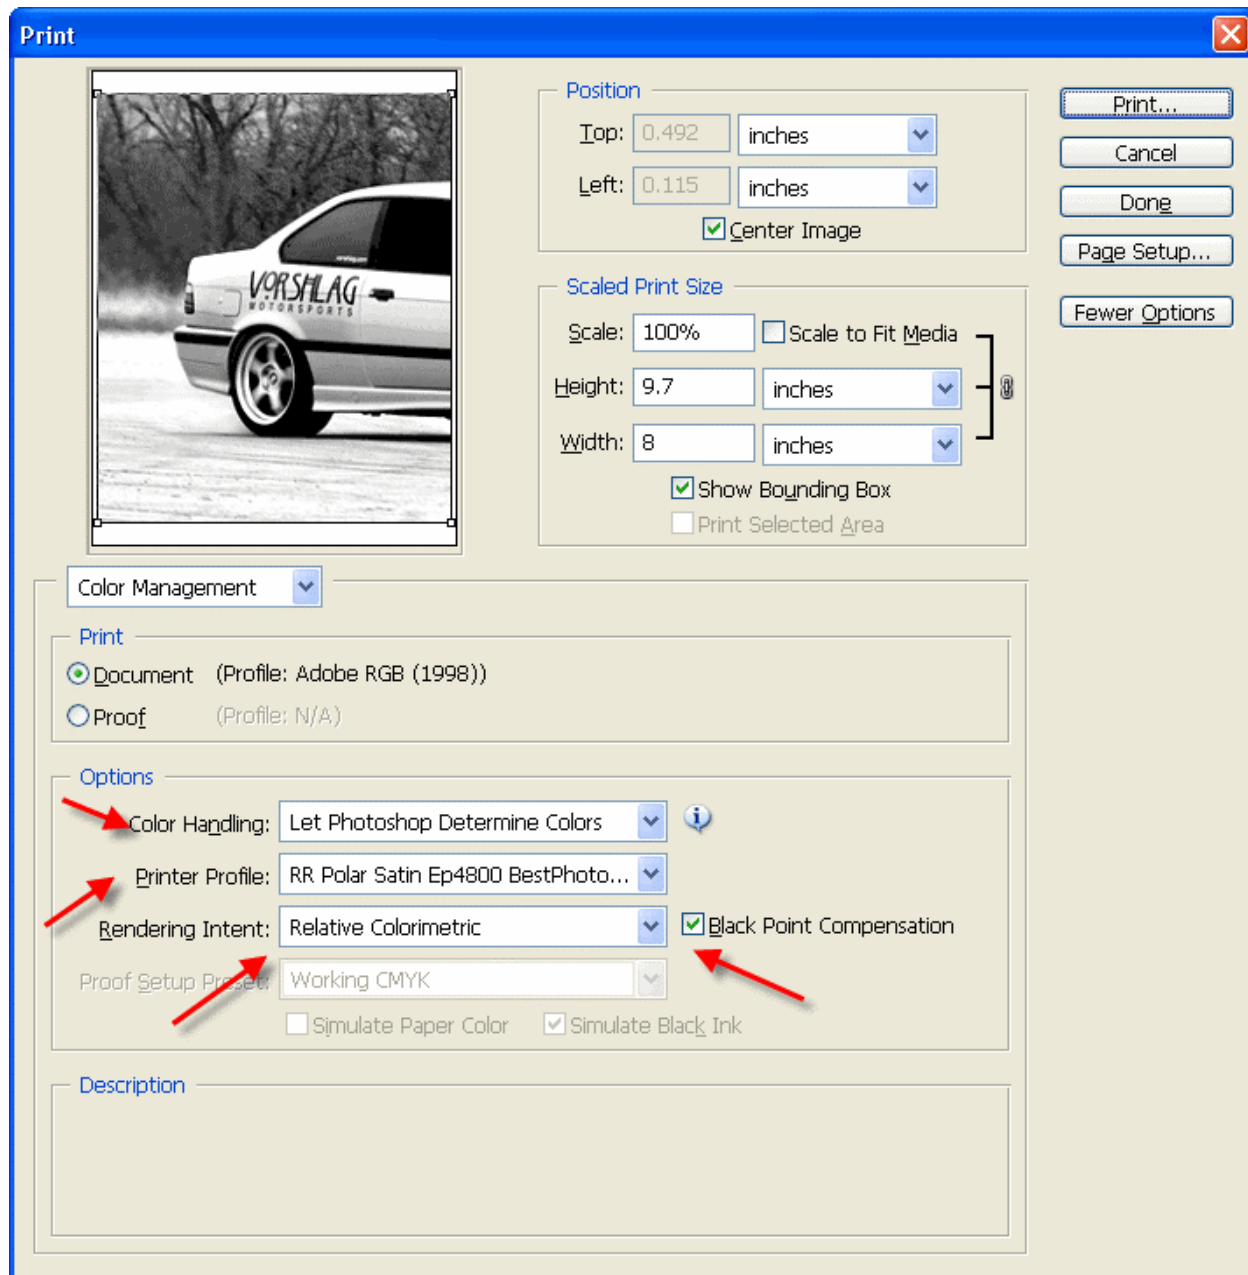 Print
VORSHLAG
MOTORSPORTS
Position
Top: 0.492 inches
Left: 0.115 inches
Center Image
Scaled Print Size
Scale: 100% Scale to Fit Media
Height: 9.7 inches
Width: 8 inches
Show Bounding Box
Print Selected Area
Print...
Cancel
Done
Page Setup...
Fewer Options
Color Management
Print
Document (Profile: Adobe RGB (1998))
Proof (Profile: N/A)
Options
Color Handling: Let Photoshop Determine Colors
Printer Profile: RR Polar Satin Ep4800 BestPhoto...
Rendering Intent: Relative Colorimetric Black Point Compensation
Proof Setup Preset: Working CMYK
Simulate Paper Color Simulate Black Ink
Description